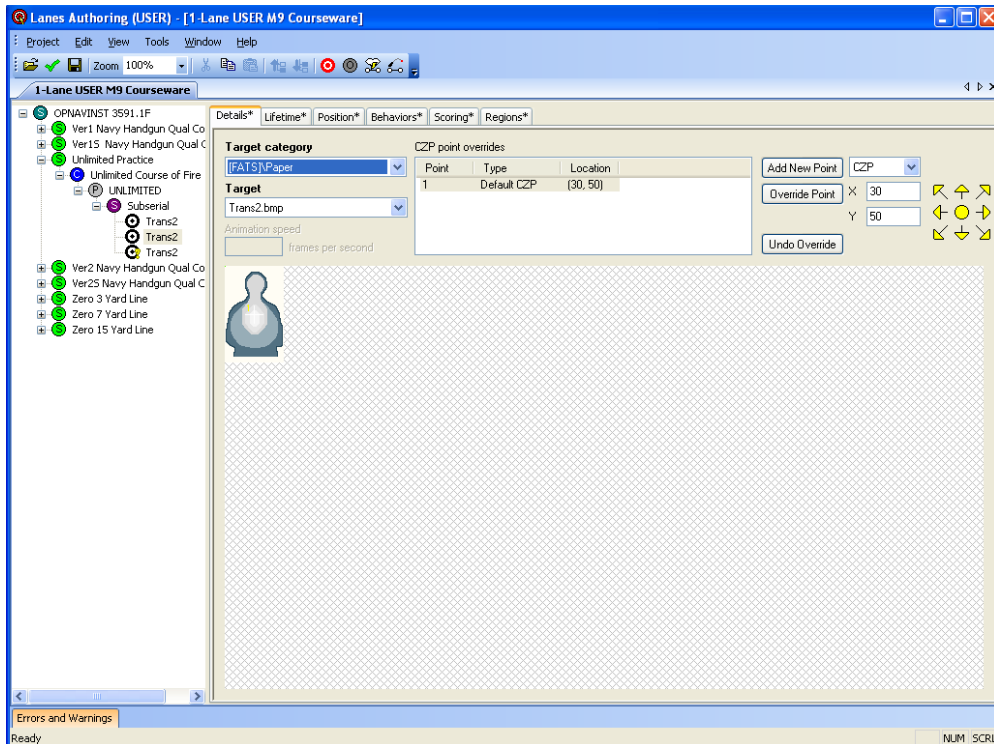 Lanes Authoring (USER) - [1-Lane USER M9 Courseware]
Project Edit View Tools Window Help
Zoom 100%
1-Lane USER M9 Courseware
OPNAVINST 3591.1F
Ver1 Navy Handgun Qual Co
Ver1S Navy Handgun Qual C
Unlimited Practice
Unlimited Course of Fire
UNLIMITED
Subserial
Trans2
Trans2
Trans2
Ver2 Navy Handgun Qual Co
Ver2S Navy Handgun Qual C
Zero 3 Yard Line
Zero 7 Yard Line
Zero 15 Yard Line
Details* Lifetime* Position* Behaviors* Scoring* Regions*
Target category
[FATS]\Paper
Target
Trans2.bmp
Animation speed
frames per second
CZP point overrides
Point Type Location
1 Default CZP (30, 50)
Add New Point CZP
Override Point X 30
Y 50
Undo Override
Errors and Warnings
Ready NUM SCRL